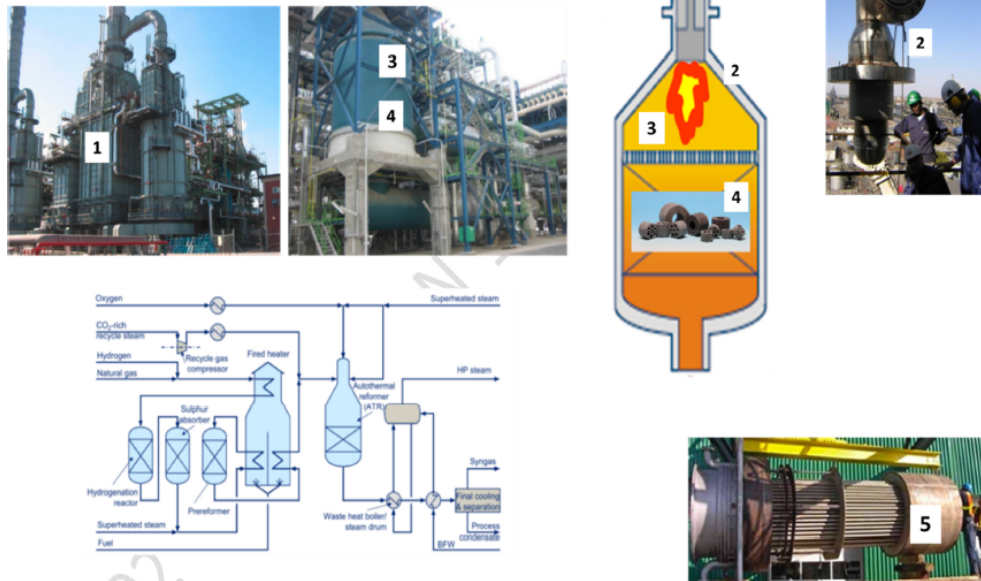 1
3
4
2
3
4
2
Oxygen
Superheated steam
CO₂-rich
recycle steam
Recycle gas
compressor
Hydrogen
Natural gas
Fired heater
Autothermal
reformer
(ATR)
HP steam
Sulphur
absorber
Hydrogenation
reactor
Prereformer
Syngas
Final cooling
& separation
Waste heat boiler/
steam drum
Process
condensate
Superheated steam
Fuel
BFW
5